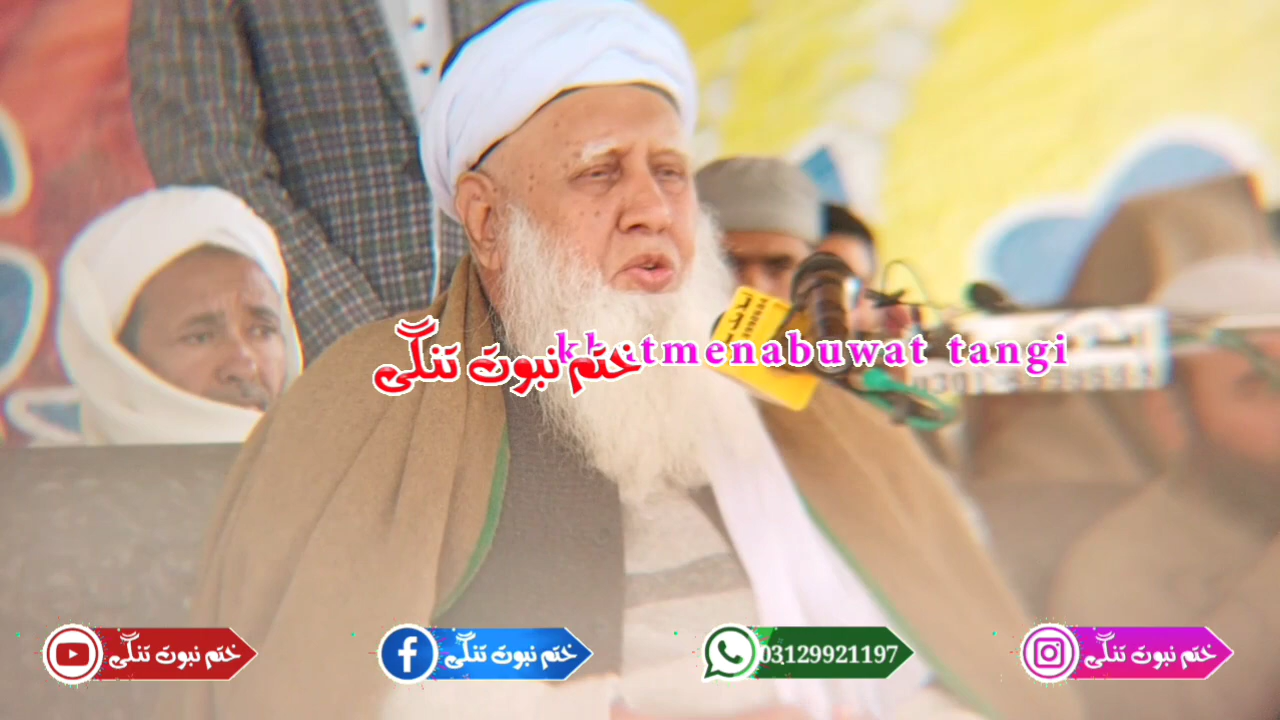 khatmenabuwat tangi
ختم نبوت تنگی
ختم نبوت تنگی
ختم نبوت تنگی
03129921197
ختم نبوت تنگی